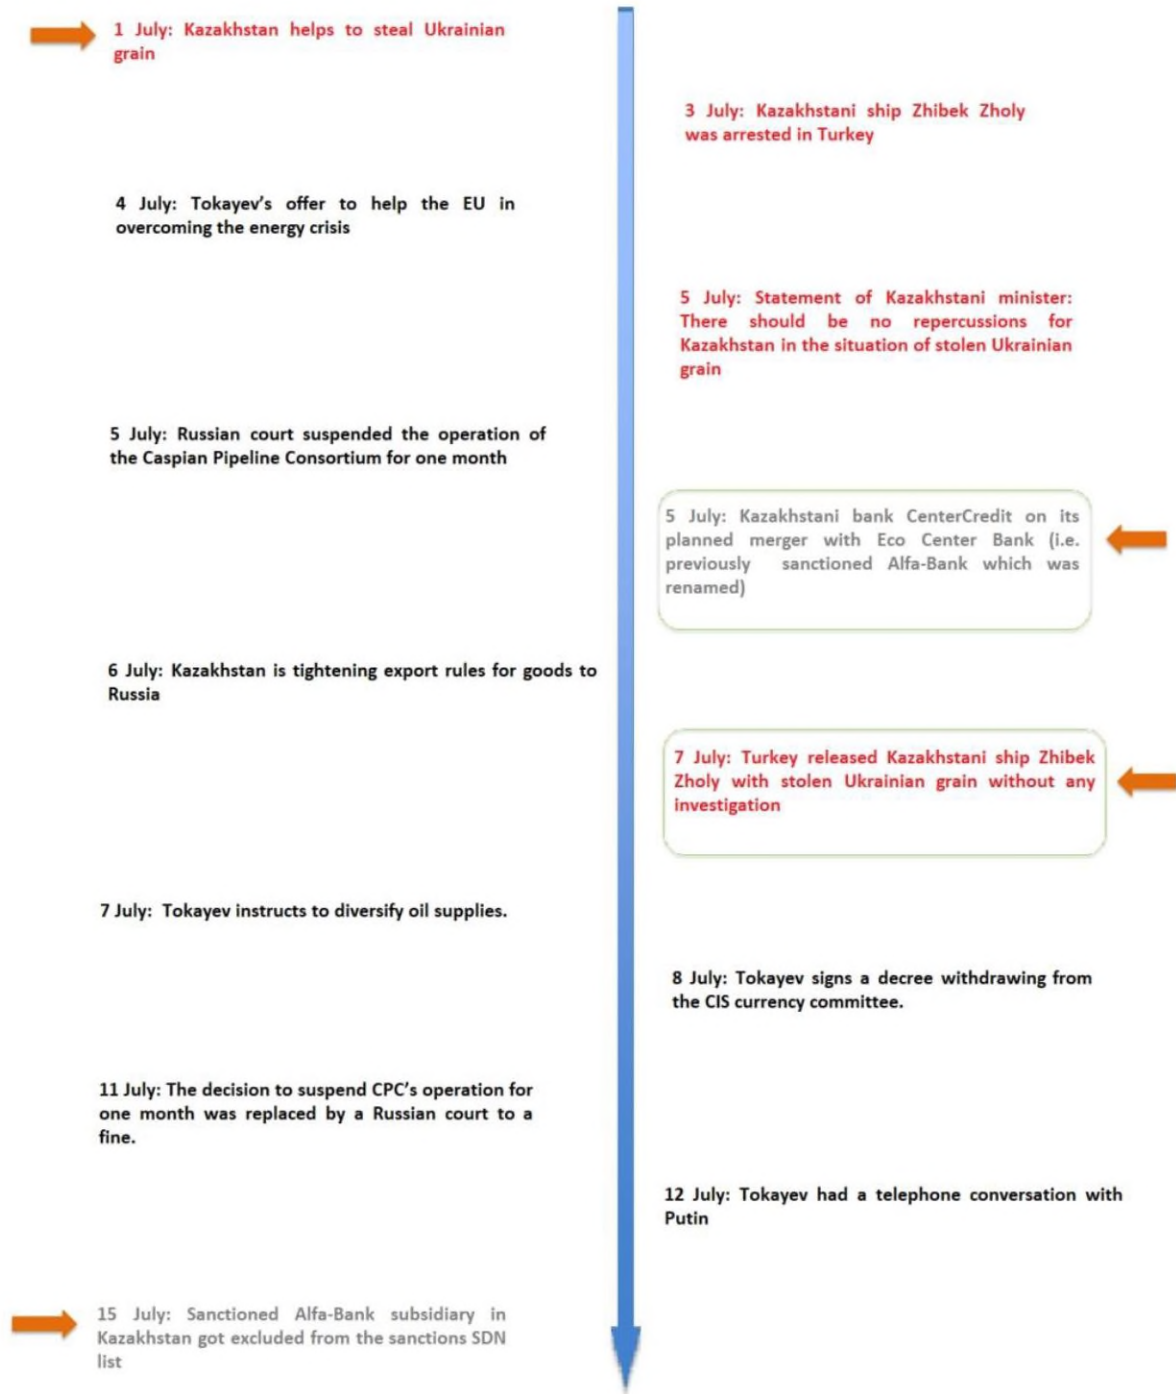 1 July: Kazakhstan helps to steal Ukrainian
grain
3 July: Kazakhstani ship Zhibek Zholy
was arrested in Turkey
4 July: Tokayev's offer to help the EU in
overcoming the energy crisis
5 July: Statement of Kazakhstani minister:
There should be no repercussions for
Kazakhstan in the situation of stolen Ukrainian
grain
5 July: Russian court suspended the operation of
the Caspian Pipeline Consortium for one month
5 July: Kazakhstani bank CenterCredit on its
planned merger with Eco Center Bank (i.e.
previously sanctioned Alfa-Bank which was
renamed)
6 July: Kazakhstan is tightening export rules for goods to
Russia
7 July: Turkey released Kazakhstani ship Zhibek
Zholy with stolen Ukrainian grain without any
investigation
7 July: Tokayev instructs to diversify oil supplies.
8 July: Tokayev signs a decree withdrawing from
the CIS currency committee.
11 July: The decision to suspend CPC's operation for
one month was replaced by a Russian court to a
fine.
12 July: Tokayev had a telephone conversation with
Putin
15 July: Sanctioned Alfa-Bank subsidiary in
Kazakhstan got excluded from the sanctions SDN
list